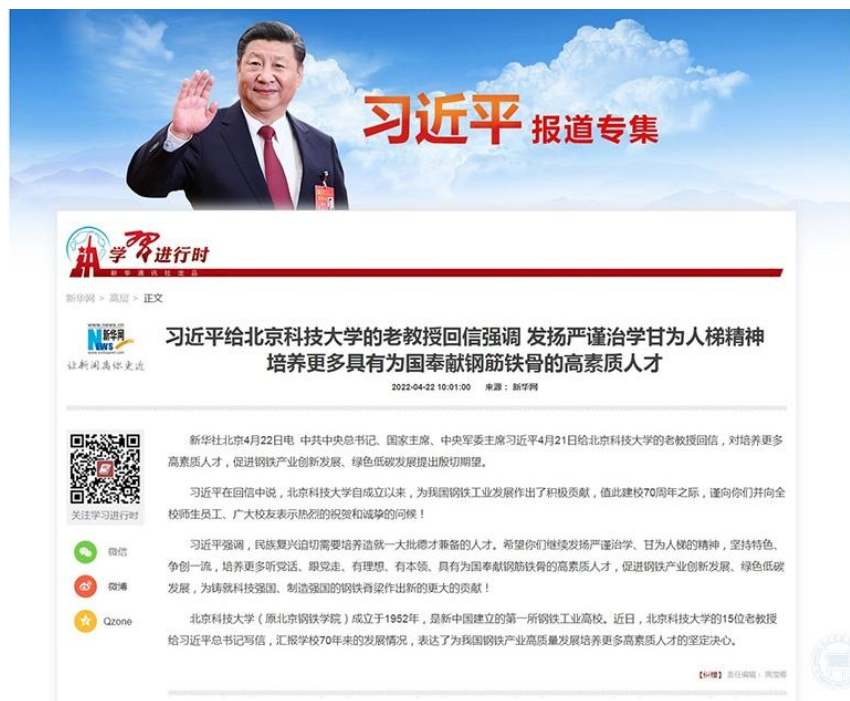 习近平 报道专集
学习进行时
新华通讯社出品
新华网 > 高层 > 正文
www.news.cn
新华网
NEWS
www.xinhuanet.com
让新闻离你更近
习近平给北京科技大学的老教授回信强调 发扬严谨治学甘为人梯精神
培养更多具有为国奉献钢筋铁骨的高素质人才
2022-04-22 10:01:00 来源：新华网
新华社北京4月22日电 中共中央总书记、国家主席、中央军委主席习近平4月21日给北京科技大学的老教授回信，对培养更多
高素质人才，促进钢铁产业创新发展、绿色低碳发展提出殷切期望。
习近平在回信中说，北京科技大学自成立以来，为我国钢铁工业发展作出了积极贡献，值此建校70周年之际，谨向你们并向全
校师生员工、广大校友表示热烈的祝贺和诚挚的问候！
习近平强调，民族复兴迫切需要培养造就一大批德才兼备的人才。希望你们继续发扬严谨治学、甘为人梯的精神，坚持特色、
争创一流，培养更多听党话、跟党走、有理想、有本领、具有为国奉献钢筋铁骨的高素质人才，促进钢铁产业创新发展、绿色低碳
发展，为铸就科技强国、制造强国的钢铁脊梁作出新的更大的贡献！
北京科技大学（原北京钢铁学院）成立于1952年，是新中国建立的第一所钢铁工业高校。近日，北京科技大学的15位老教授
给习近平总书记写信，汇报学校70年来的发展情况，表达了为我国钢铁产业高质量发展培养更多高素质人才的坚定决心。
关注学习进行时
微信
微博
Qzone
【纠错】 责任编辑：